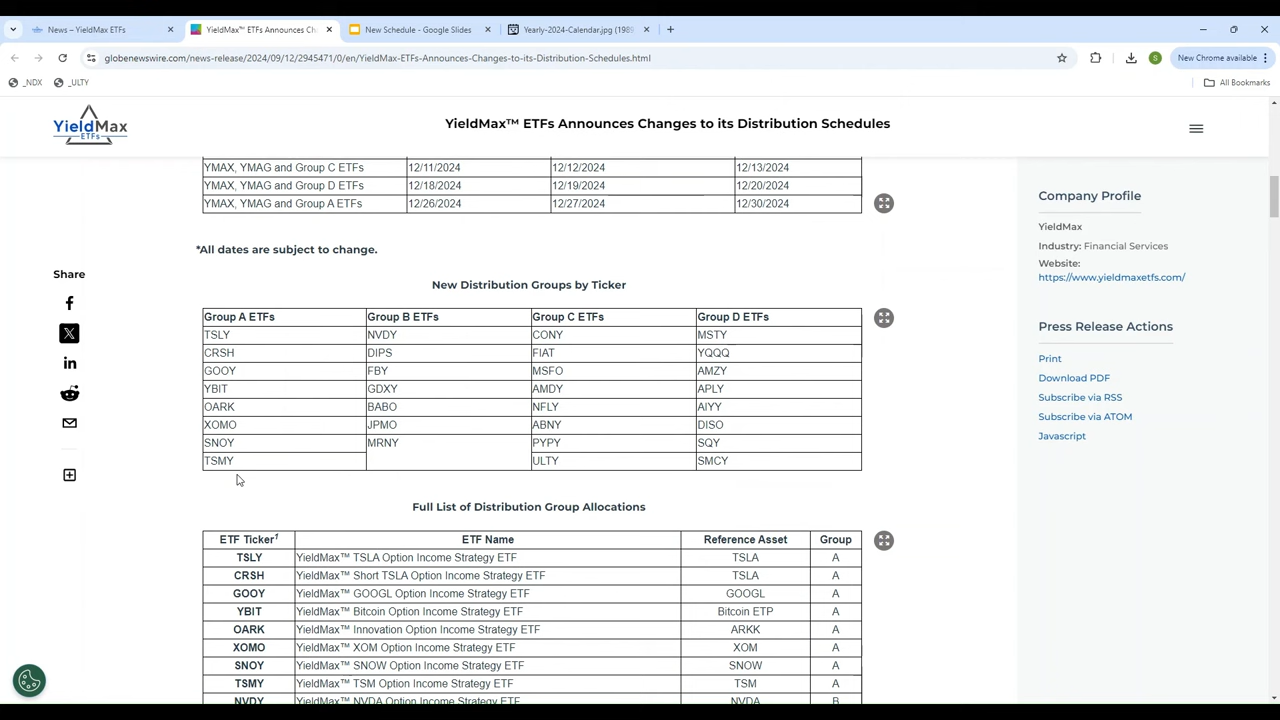 News – YieldMax ETFs
YieldMax™ ETFs Announces Ch
New Schedule - Google Slides
Yearly-2024-Calendar.jpg (1989
globenewswire.com/news-release/2024/09/12/2945471/0/en/YieldMax-ETFs-Announces-Changes-to-its-Distribution-Schedules.html
S
New Chrome available
_NDX
_ULTY
All Bookmarks
YieldMax
ETFs
YieldMax™ ETFs Announces Changes to its Distribution Schedules
YMAX, YMAG and Group C ETFs 12/11/2024 12/12/2024 12/13/2024
YMAX, YMAG and Group D ETFs 12/18/2024 12/19/2024 12/20/2024
YMAX, YMAG and Group A ETFs 12/26/2024 12/27/2024 12/30/2024
*All dates are subject to change.
Share
New Distribution Groups by Ticker
Group A ETFs Group B ETFs Group C ETFs Group D ETFs
TSLY NVDY CONY MSTY
CRSH DIPS FIAT YQQQ
GOOY FBY MSFO AMZY
YBIT GDXY AMDY APLY
OARK BABO NFLY AIYY
XOMO JPMO ABNY DISO
SNOY MRNY PYPY SQY
TSMY ULTY SMCY
Full List of Distribution Group Allocations
ETF Ticker1 ETF Name Reference Asset Group
TSLY YieldMax™ TSLA Option Income Strategy ETF TSLA A
CRSH YieldMax™ Short TSLA Option Income Strategy ETF TSLA A
GOOY YieldMax™ GOOGL Option Income Strategy ETF GOOGL A
YBIT YieldMax™ Bitcoin Option Income Strategy ETF Bitcoin ETP A
OARK YieldMax™ Innovation Option Income Strategy ETF ARKK A
XOMO YieldMax™ XOM Option Income Strategy ETF XOM A
SNOY YieldMax™ SNOW Option Income Strategy ETF SNOW A
TSMY YieldMax™ TSM Option Income Strategy ETF TSM A
NVDY YieldMax™ NVDA Option Income Strategy ETF NVDA B
Company Profile
YieldMax
Industry: Financial Services
Website:
https://www.yieldmaxetfs.com/
Press Release Actions
Print
Download PDF
Subscribe via RSS
Subscribe via ATOM
Javascript